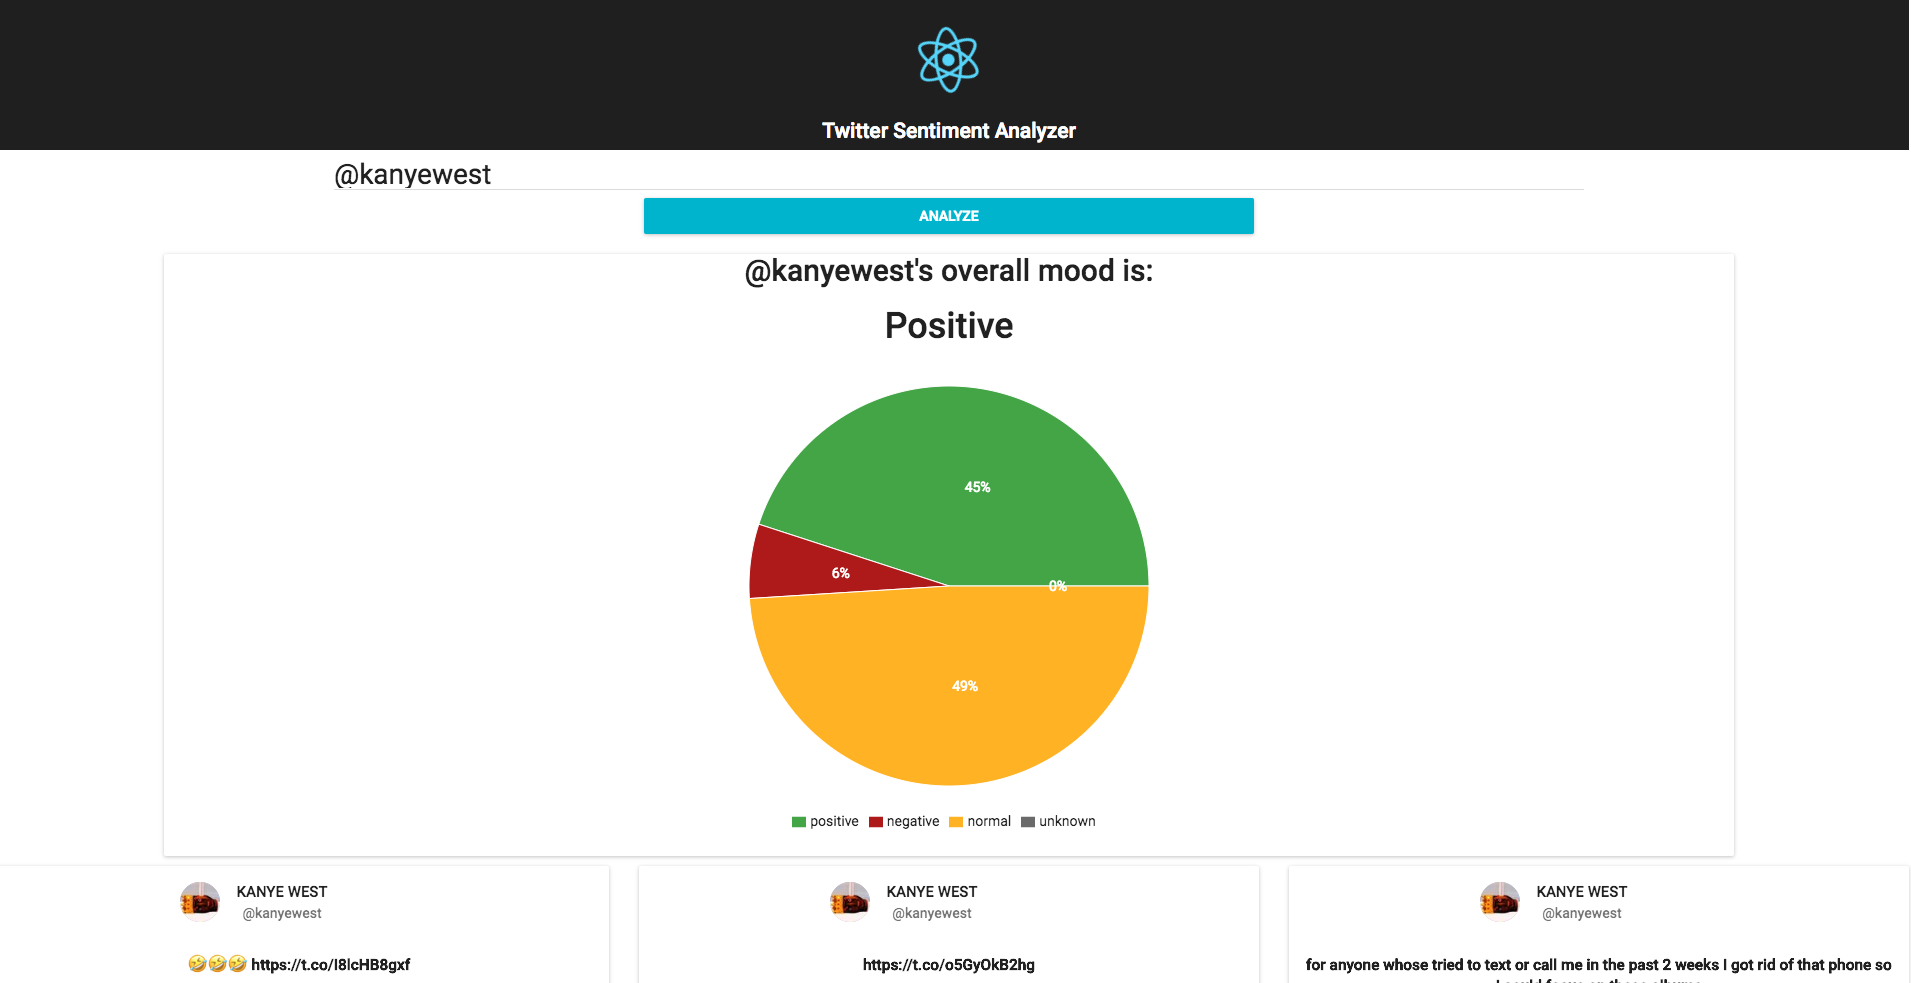 Twitter Sentiment Analyzer
@kanyewest
ANALYZE
@kanyewest's overall mood is:
Positive
45%
6%
0%
49%
positive negative normal unknown
KANYE WEST
@kanyewest
🤣🤣🤣 https://t.co/I8lcHB8gxf
KANYE WEST
@kanyewest
https://t.co/o5GyOkB2hg
KANYE WEST
@kanyewest
for anyone whose tried to text or call me in the past 2 weeks I got rid of that phone so